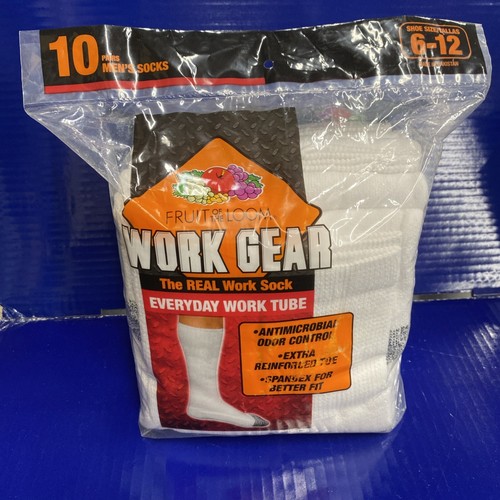 10 PAIRS
MEN'S SOCKS
SHOE SIZE/TALLAS
6-12
FRUIT OF THE LOOM
WORK GEAR
The REAL Work Sock
EVERYDAY WORK TUBE
•ANTIMICROBIAL
ODOR CONTROL
•EXTRA
REINFORCED TOE
•SPANDEX FOR
BETTER FIT